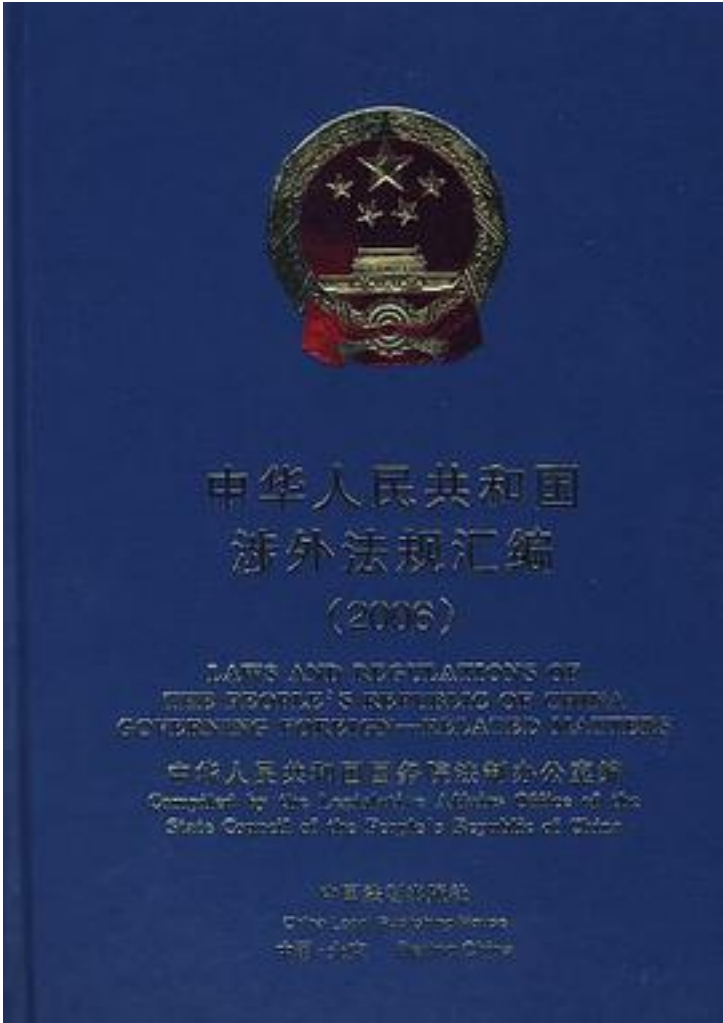 中华人民共和国
涉外法规汇编
(2006)
LAWS AND REGULATIONS OF
THE PEOPLE'S REPUBLIC OF CHINA
GOVERNING FOREIGN—RELATED MATTERS
中华人民共和国国务院法制办公室编
Compiled by the Legislative Affairs Office of the
State Council of the People's Republic of China
中国法制出版社
China Legal Publishing House
中国·北京 Beijing China